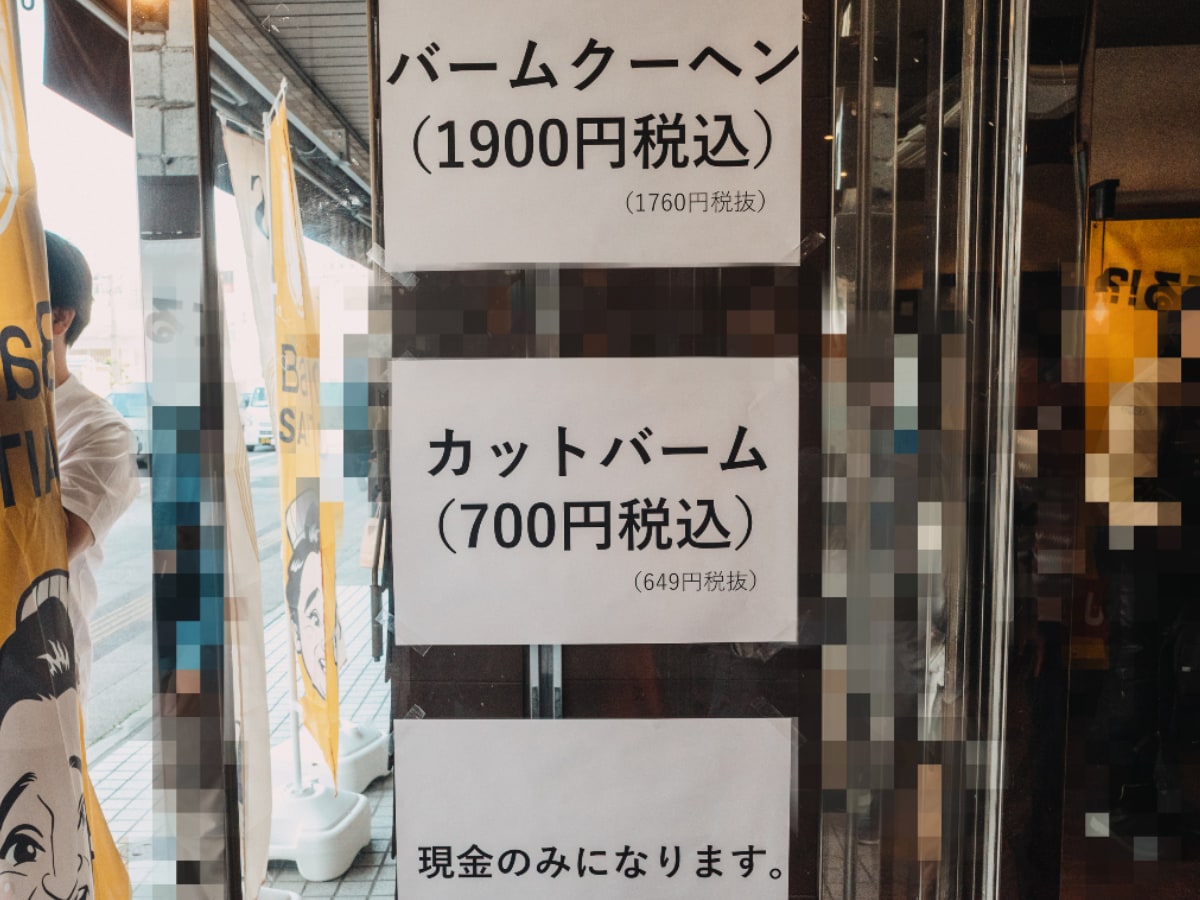 バームクーヘン
(1900円税込)
(1760円税抜)
カットバーム
(700円税込)
(649円税抜)
現金のみになります。